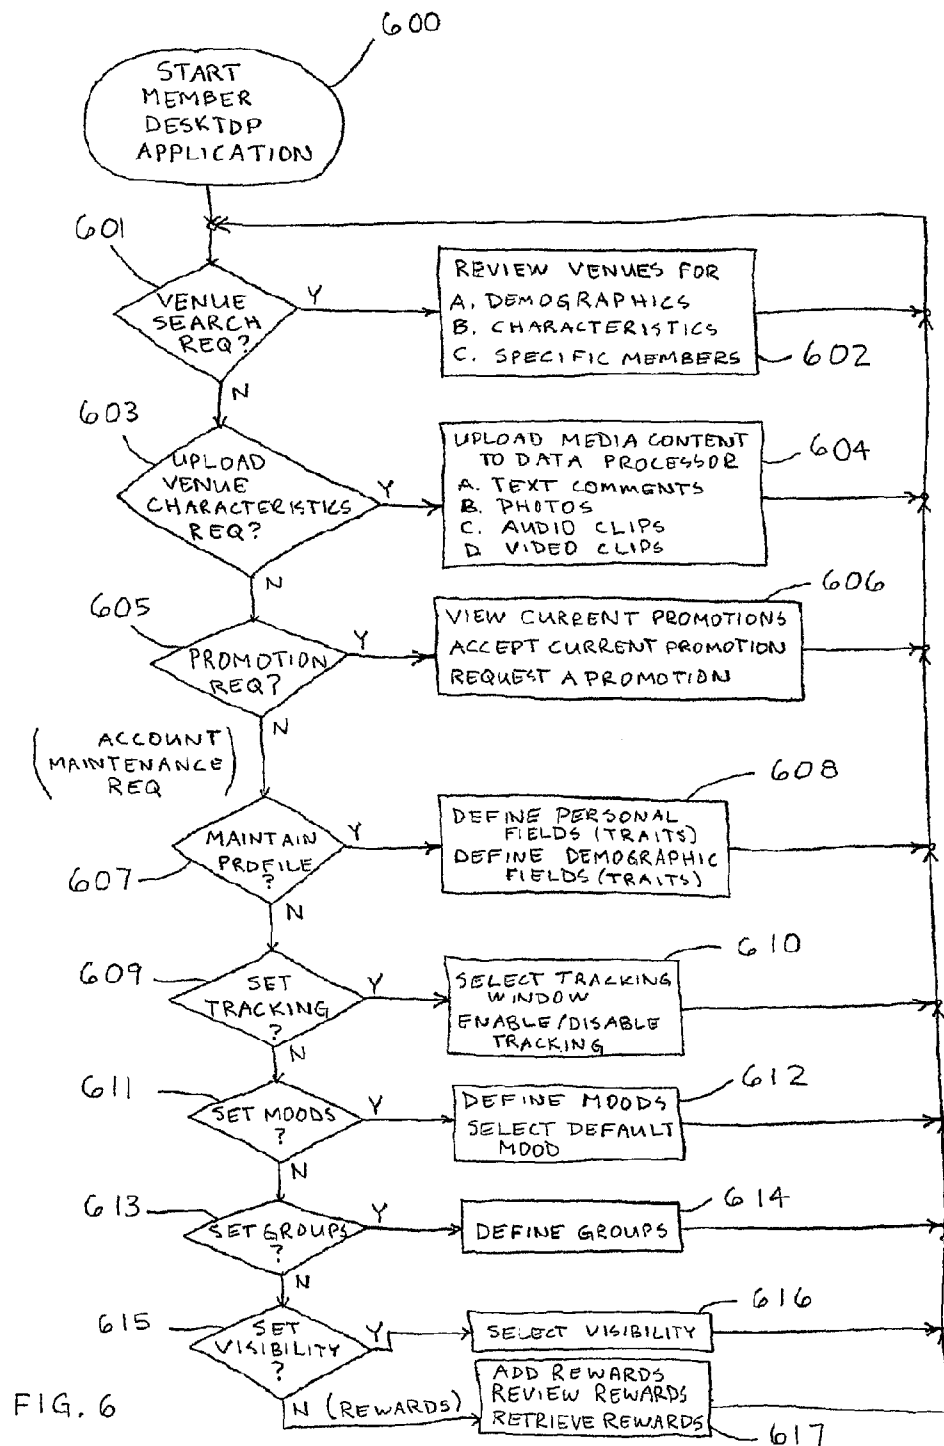 600
START
MEMBER
DESKTOP
APPLICATION
601
VENUE
SEARCH
REQ?
Y
N
REVIEW VENUES FOR
A. DEMOGRAPHICS
B. CHARACTERISTICS
C. SPECIFIC MEMBERS
602
603
UPLOAD
VENUE
CHARACTERISTICS
REQ?
Y
N
UPLOAD MEDIA CONTENT
TO DATA PROCESSOR
A. TEXT COMMENTS
B. PHOTOS
C. AUDIO CLIPS
D. VIDEO CLIPS
604
605
PROMOTION
REQ?
Y
N
606
VIEW CURRENT PROMOTIONS
ACCEPT CURRENT PROMOTION
REQUEST A PROMOTION
(ACCOUNT
MAINTENANCE
REQ)
607
MAINTAIN
PROFILE
?
Y
N
608
DEFINE PERSONAL
FIELDS (TRAITS)
DEFINE DEMOGRAPHIC
FIELDS (TRAITS)
609
SET
TRACKING
?
Y
N
610
SELECT TRACKING
WINDOW
ENABLE/DISABLE
TRACKING
611
SET MOODS
?
Y
N
612
DEFINE MOODS
SELECT DEFAULT
MOOD
613
SET GROUPS
?
Y
N
614
DEFINE GROUPS
615
SET
VISIBILITY
?
Y
N (REWARDS)
616
SELECT VISIBILITY
ADD REWARDS
REVIEW REWARDS
RETRIEVE REWARDS
617
FIG. 6